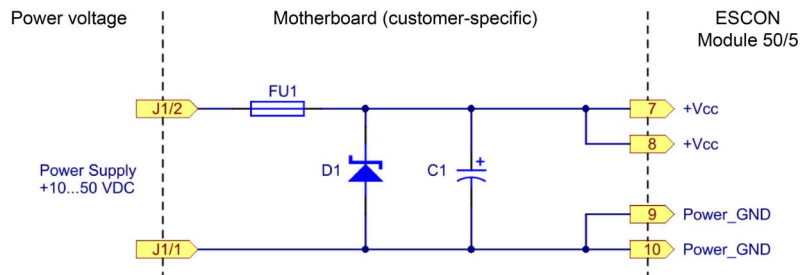 Power voltage
Motherboard (customer-specific)
ESCON
Module 50/5
FU1
J1/2
7
+Vcc
8
+Vcc
Power Supply
+10...50 VDC
D1
C1
+
9
Power_GND
J1/1
10
Power_GND